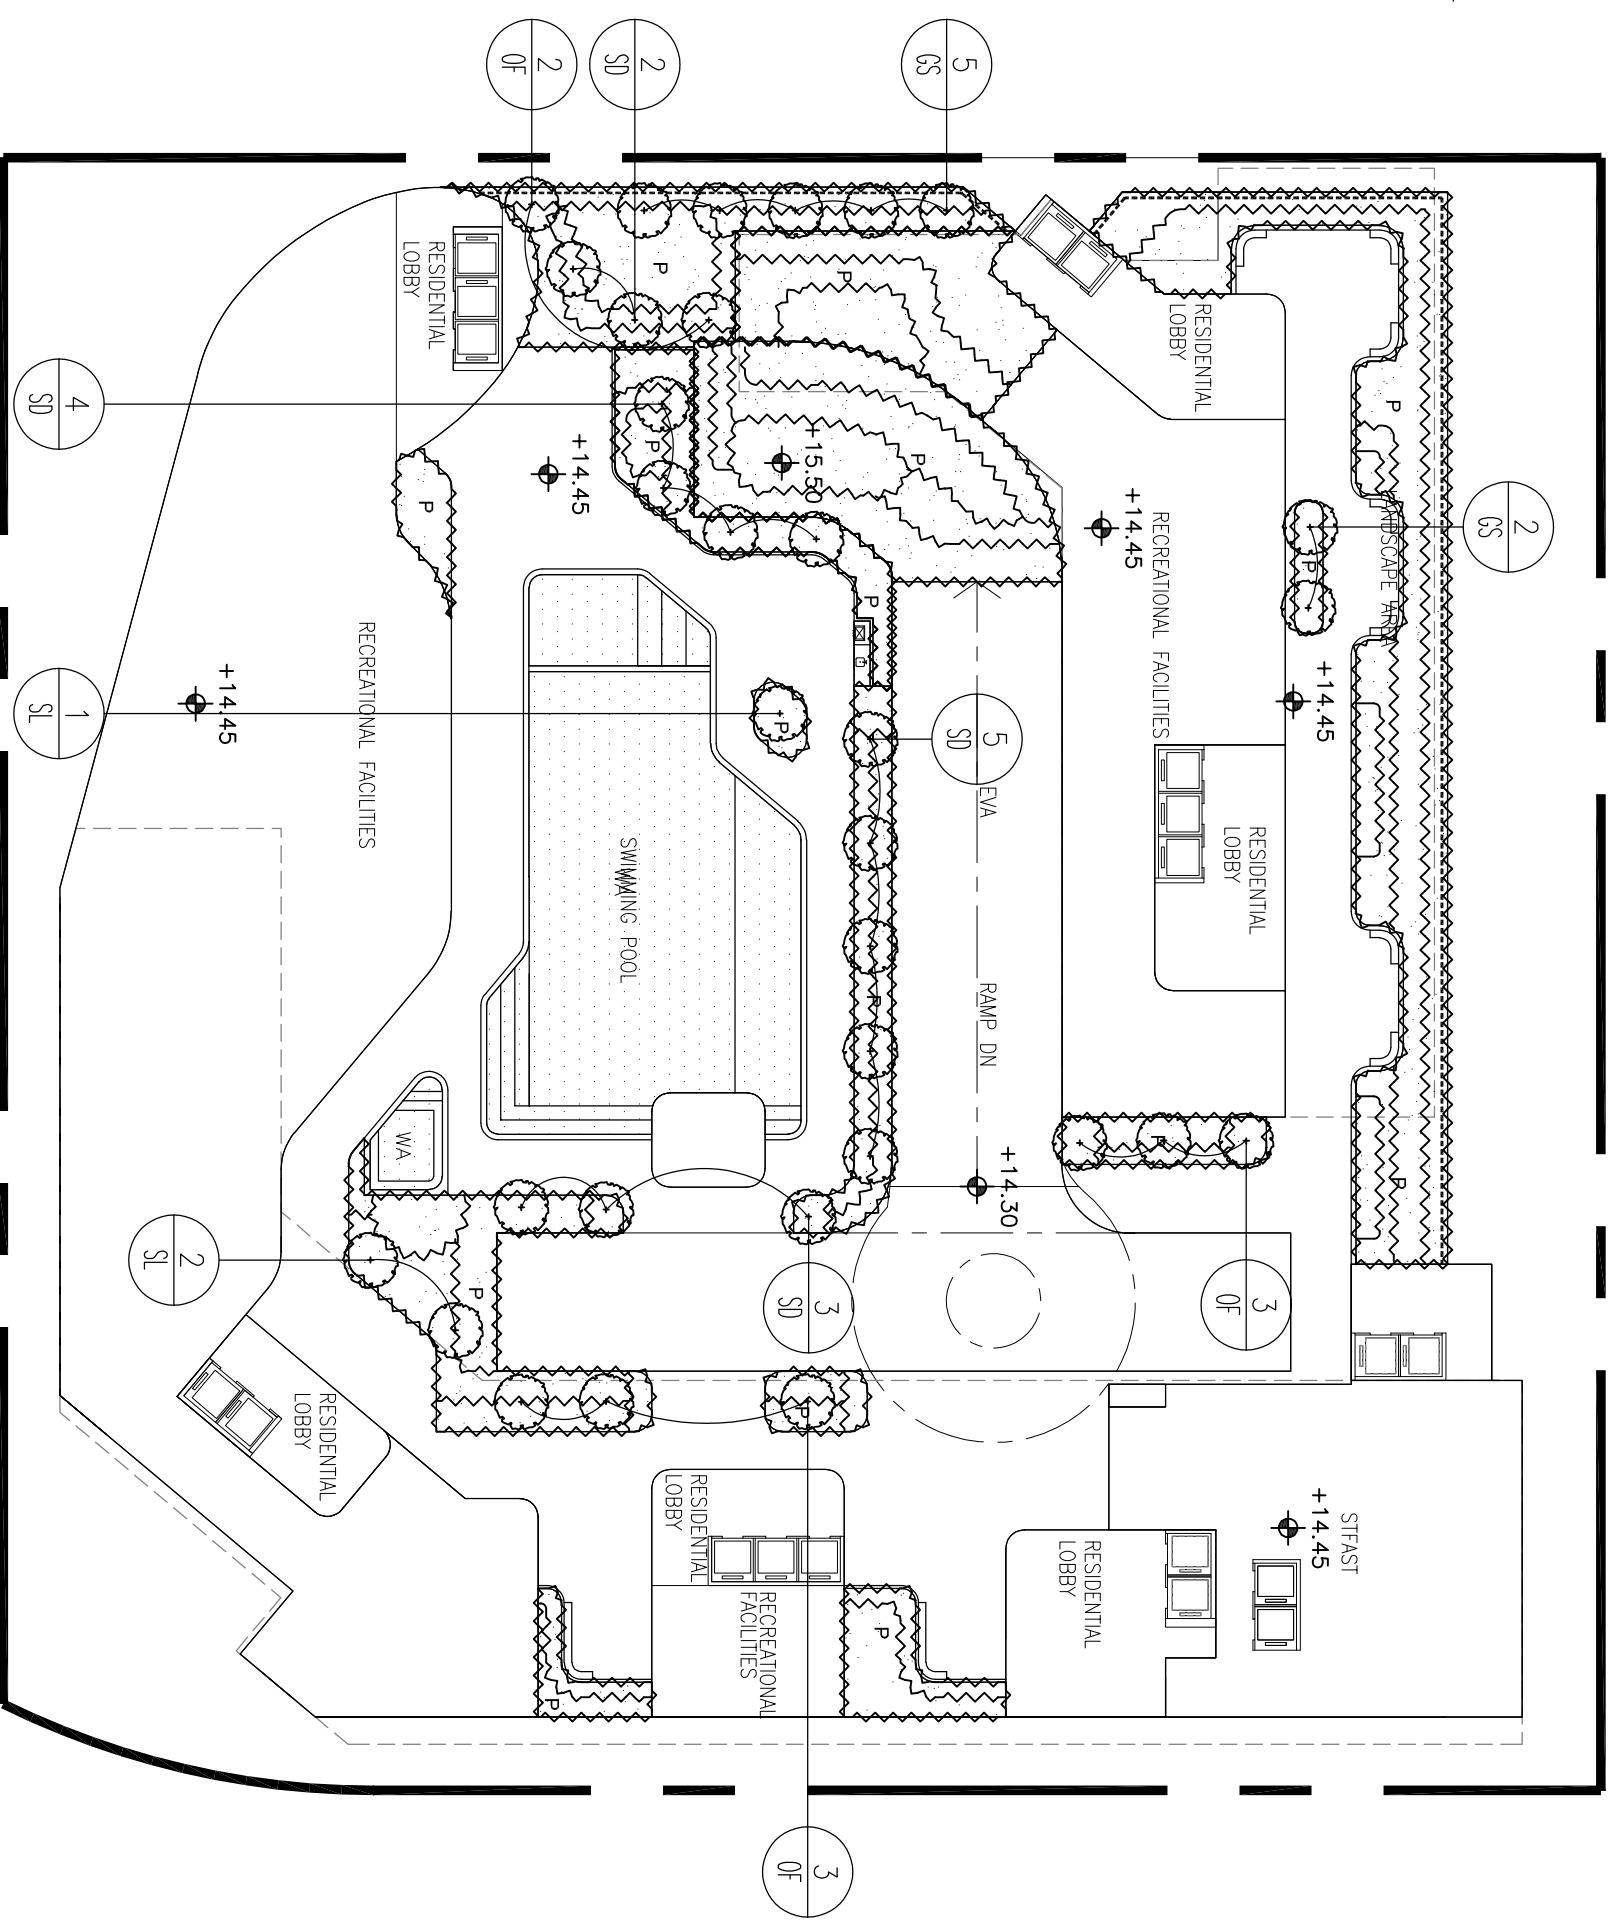 2
GS
P
LANDSCAPE AREA
P
STFAST
+14.45
+14.45
P
RESIDENTIAL
LOBBY
3
OF
RESIDENTIAL
LOBBY
RECREATIONAL FACILITIES
P
+14.45
RESIDENTIAL
LOBBY
+14.30
EVA
RAMP DN
5
SD
5
GS
P
P
P
P
P
+15.50
3
SD
3
OF
P
P
RECREATIONAL
FACILITIES
RESIDENTIAL
LOBBY
P
P
2
SD
SWIMMING POOL
WA
+14.45
P
2
OF
P
RESIDENTIAL
LOBBY
P
WA
RECREATIONAL FACILITIES
RESIDENTIAL
LOBBY
+14.45
2
SL
4
SD
1
SL